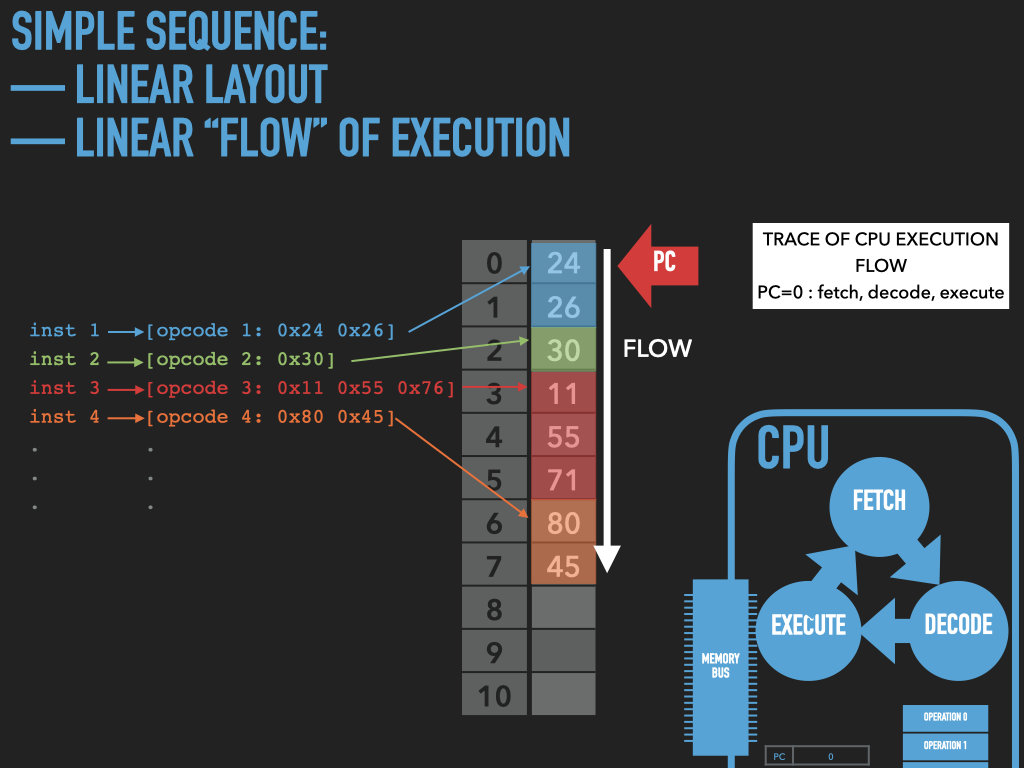 SIMPLE SEQUENCE:
— LINEAR LAYOUT
— LINEAR “FLOW” OF EXECUTION
TRACE OF CPU EXECUTION
FLOW
PC=0 : fetch, decode, execute
PC
0 24
1 26
2 30
3 11
4 55
5 71
6 80
7 45
8
9
10
FLOW
inst 1 [opcode 1: 0x24 0x26]
inst 2 [opcode 2: 0x30]
inst 3 [opcode 3: 0x11 0x55 0x76]
inst 4 [opcode 4: 0x80 0x45]
. .
. .
. .
CPU
FETCH
EXECUTE
DECODE
MEMORY
BUS
OPERATION 0
OPERATION 1
PC 0